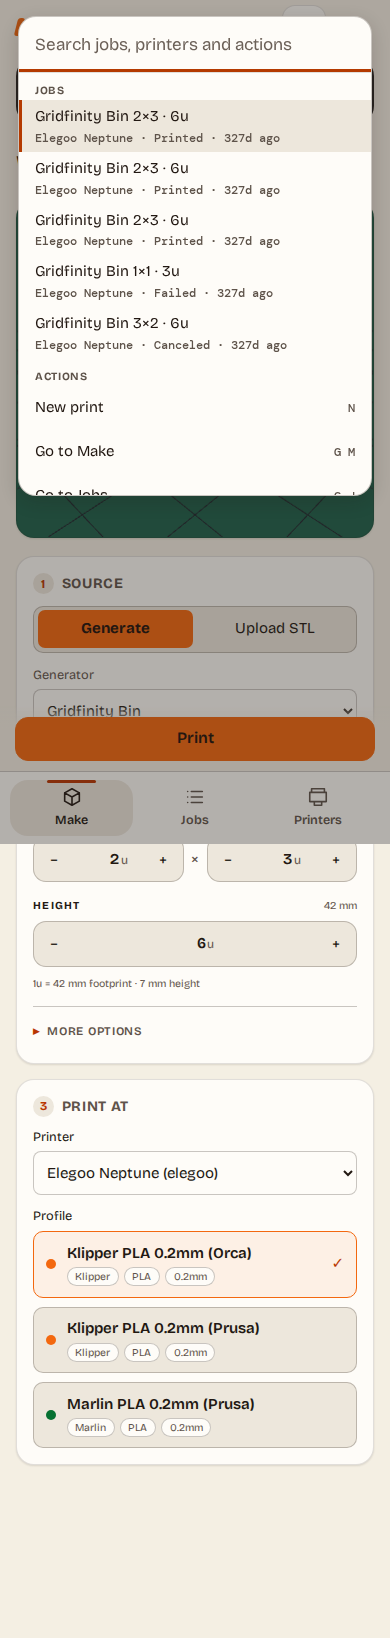 Search jobs, printers and actions
JOBS
Gridfinity Bin 2×3 · 6u
Elegoo Neptune · Printed · 327d ago
Gridfinity Bin 2×3 · 6u
Elegoo Neptune · Printed · 327d ago
Gridfinity Bin 2×3 · 6u
Elegoo Neptune · Printed · 327d ago
Gridfinity Bin 1×1 · 3u
Elegoo Neptune · Failed · 327d ago
Gridfinity Bin 3×2 · 6u
Elegoo Neptune · Canceled · 327d ago
ACTIONS
New print N
Go to Make G M
Go to Jobs G J
1 SOURCE
Generate Upload STL
Generator
Gridfinity Bin
Print
Make Jobs Printers
− 2 u + × − 3 u +
HEIGHT 42 mm
− 6 u +
1u = 42 mm footprint · 7 mm height
▸ MORE OPTIONS
3 PRINT AT
Printer
Elegoo Neptune (elegoo)
Profile
Klipper PLA 0.2mm (Orca) ✓
Klipper PLA 0.2mm
Klipper PLA 0.2mm (Prusa)
Klipper PLA 0.2mm
Marlin PLA 0.2mm (Prusa)
Marlin PLA 0.2mm